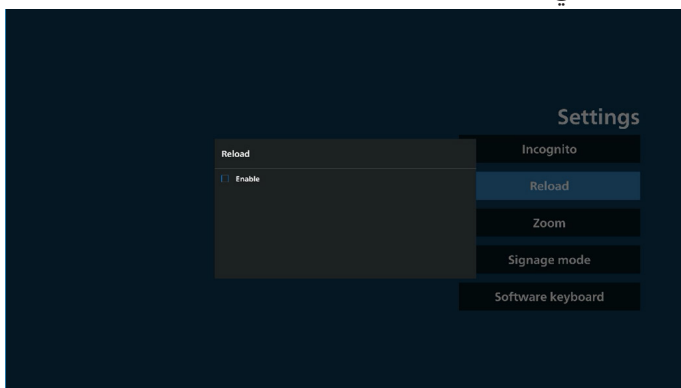 Settings
Incognito
Reload
Enable
Reload
Zoom
Signage mode
Software keyboard